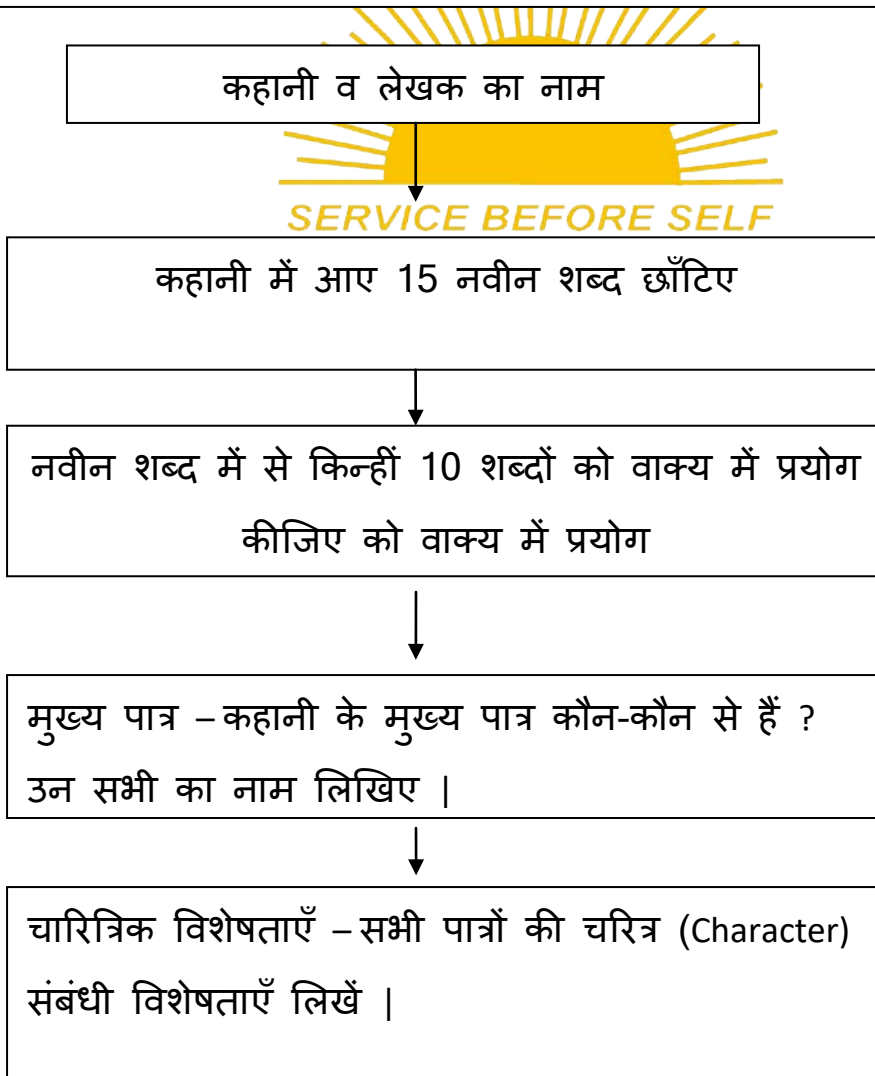 कहानी व लेखक का नाम
SERVICE BEFORE SELF
कहानी में आए 15 नवीन शब्द छाँटिए
नवीन शब्द में से किन्हीं 10 शब्दों को वाक्य में प्रयोग
कीजिए को वाक्य में प्रयोग
मुख्य पात्र – कहानी के मुख्य पात्र कौन-कौन से हैं ?
उन सभी का नाम लिखिए |
चारित्रिक विशेषताएँ – सभी पात्रों की चरित्र (Character)
संबंधी विशेषताएँ लिखें |